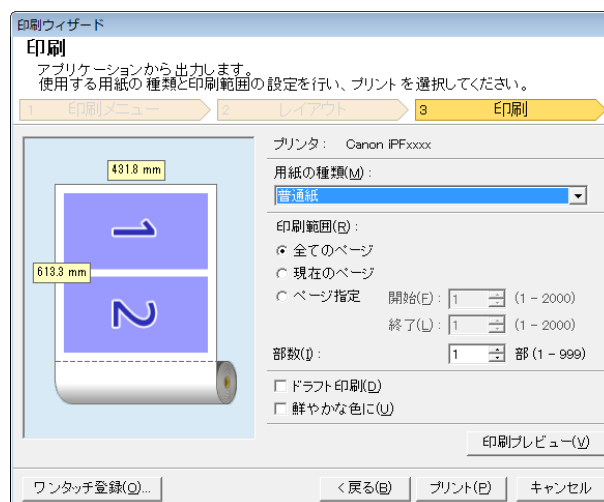 印刷ウィザード
印刷
アプリケーションから出力します。
使用する用紙の種類と印刷範囲の設定を行い、プリントを選択してください。
1 印刷メニュー 2 レイアウト 3 印刷
プリンタ: Canon iPFxxxx
431.8 mm
用紙の種類(M):
普通紙
1
印刷範囲(R):
全てのページ
613.3 mm
現在のページ
2
ページ指定 開始(F): 1 (1 - 2000)
終了(L): 1 (1 - 2000)
部数(I): 1 部(1 - 999)
ドラフト印刷(D)
鮮やかな色に(U)
印刷プレビュー(V)
ワンタッチ登録(O)... <戻る(B) プリント(P) キャンセル